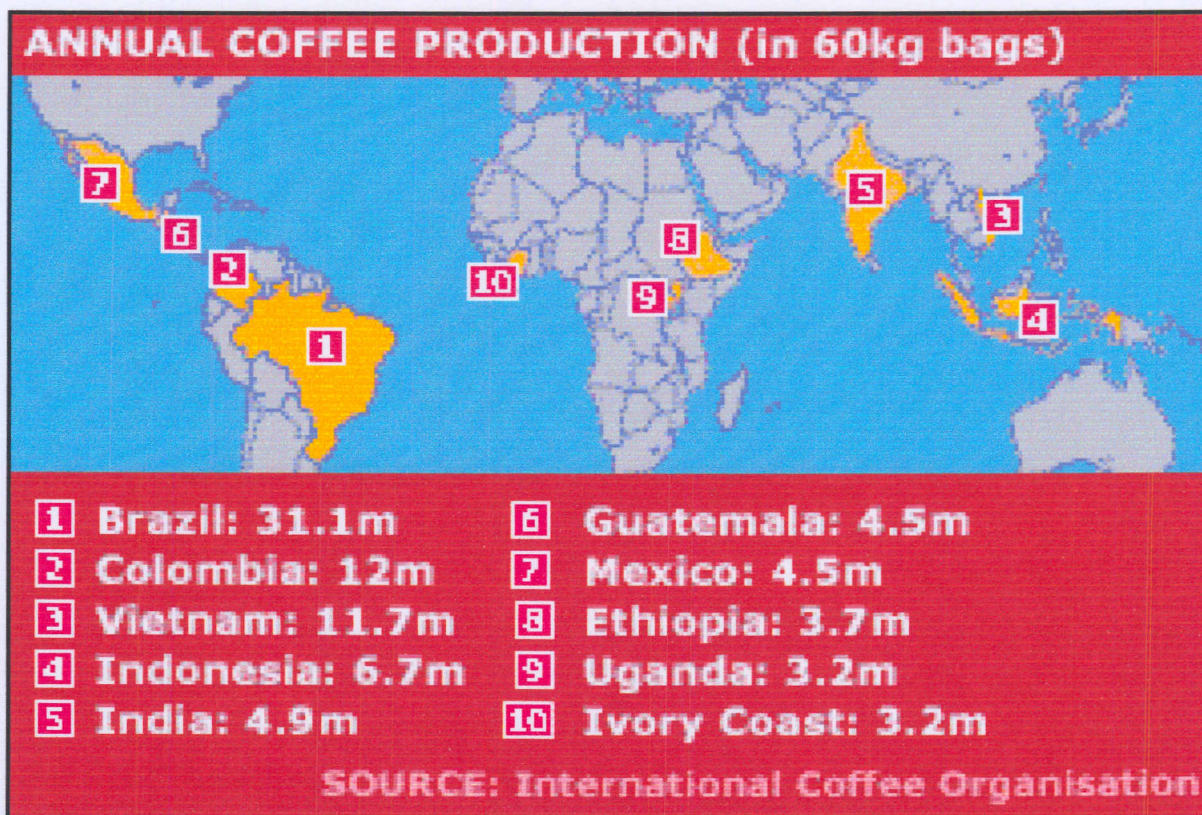 ANNUAL COFFEE PRODUCTION (in 60kg bags)
7
6
2
1
10
8
9
5
3
4
1 Brazil: 31.1m
2 Colombia: 12m
3 Vietnam: 11.7m
4 Indonesia: 6.7m
5 India: 4.9m
6 Guatemala: 4.5m
7 Mexico: 4.5m
8 Ethiopia: 3.7m
9 Uganda: 3.2m
10 Ivory Coast: 3.2m
SOURCE: International Coffee Organisation